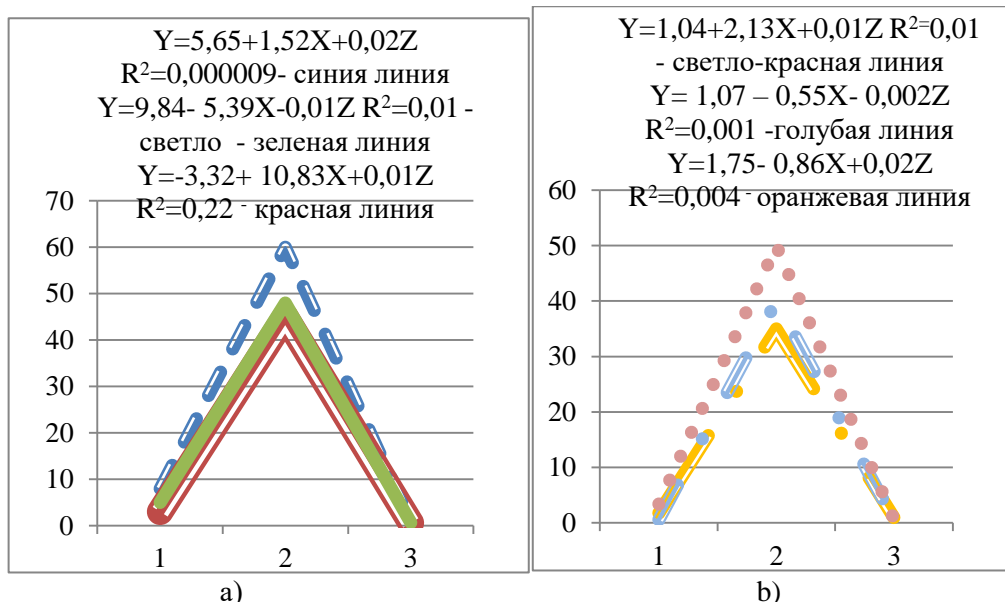 Y=5,65+1,52X+0,02Z
R²=0,000009- синия линия
Y=9,84- 5,39X-0,01Z R²=0,01 -
светло - зеленая линия
Y=-3,32+ 10,83X+0,01Z
R²=0,22 - красная линия
70
60
50
40
30
20
10
0
1 2 3
a)
Y=1,04+2,13X+0,01Z R²⁼0,01
- светло-красная линия
Y= 1,07 – 0,55X- 0,002Z
R²=0,001 -голубая линия
Y=1,75- 0,86X+0,02Z
R²=0,004 - оранжевая линия
60
50
40
30
20
10
0
1 2 3
b)